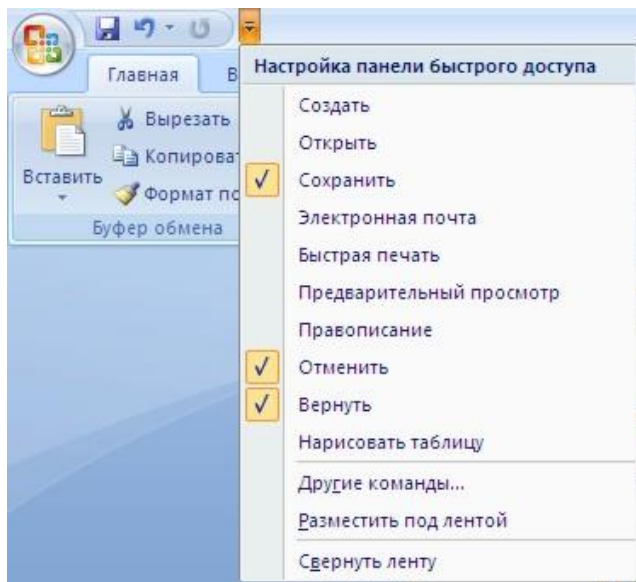 Главная
Настройка панели быстрого доступа
Вырезать
Вставить
Буфер обмена
Создать
Открыть
Сохранить
Электронная почта
Быстрая печать
Предварительный просмотр
Правописание
Отменить
Вернуть
Нарисовать таблицу
Другие команды...
Разместить под лентой
Свернуть ленту